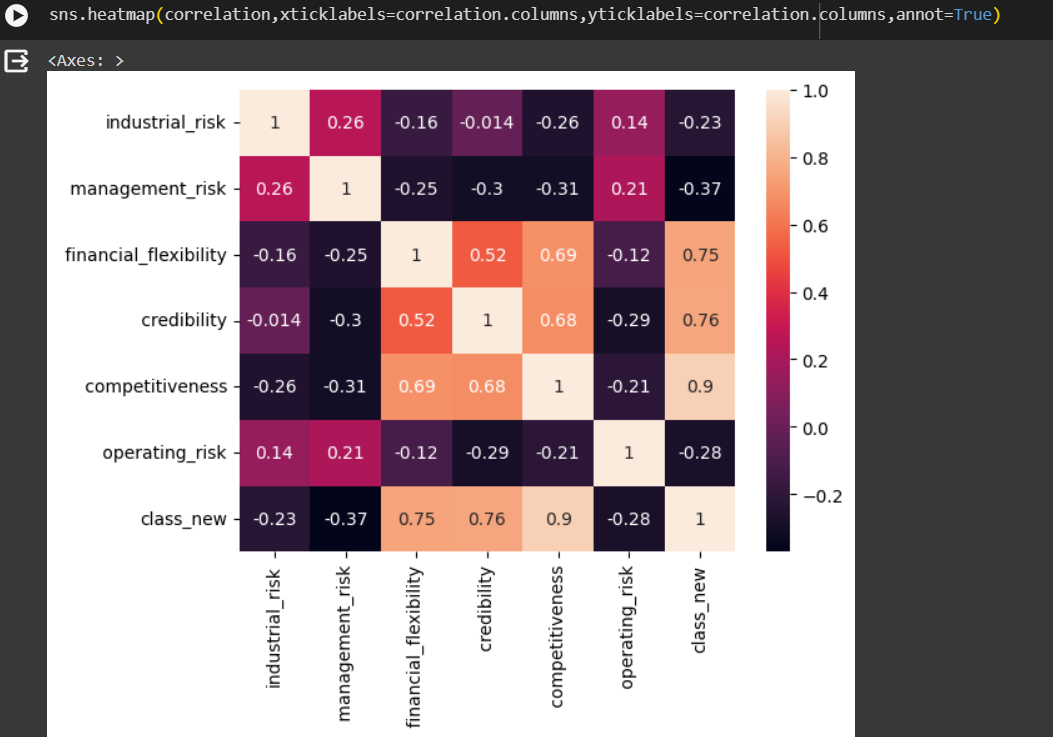 sns.heatmap(correlation,xticklabels=correlation.columns,yticklabels=correlation.columns,annot=True)
<Axes: >
industrial_risk 1 0.26 -0.16 -0.014 -0.26 0.14 -0.23
management_risk 0.26 1 -0.25 -0.3 -0.31 0.21 -0.37
financial_flexibility -0.16 -0.25 1 0.52 0.69 -0.12 0.75
credibility -0.014 -0.3 0.52 1 0.68 -0.29 0.76
competitiveness -0.26 -0.31 0.69 0.68 1 -0.21 0.9
operating_risk 0.14 0.21 -0.12 -0.29 -0.21 1 -0.28
class_new -0.23 -0.37 0.75 0.76 0.9 -0.28 1
industrial_risk
management_risk
financial_flexibility
credibility
competitiveness
operating_risk
class_new
1.0
0.8
0.6
0.4
0.2
0.0
−0.2